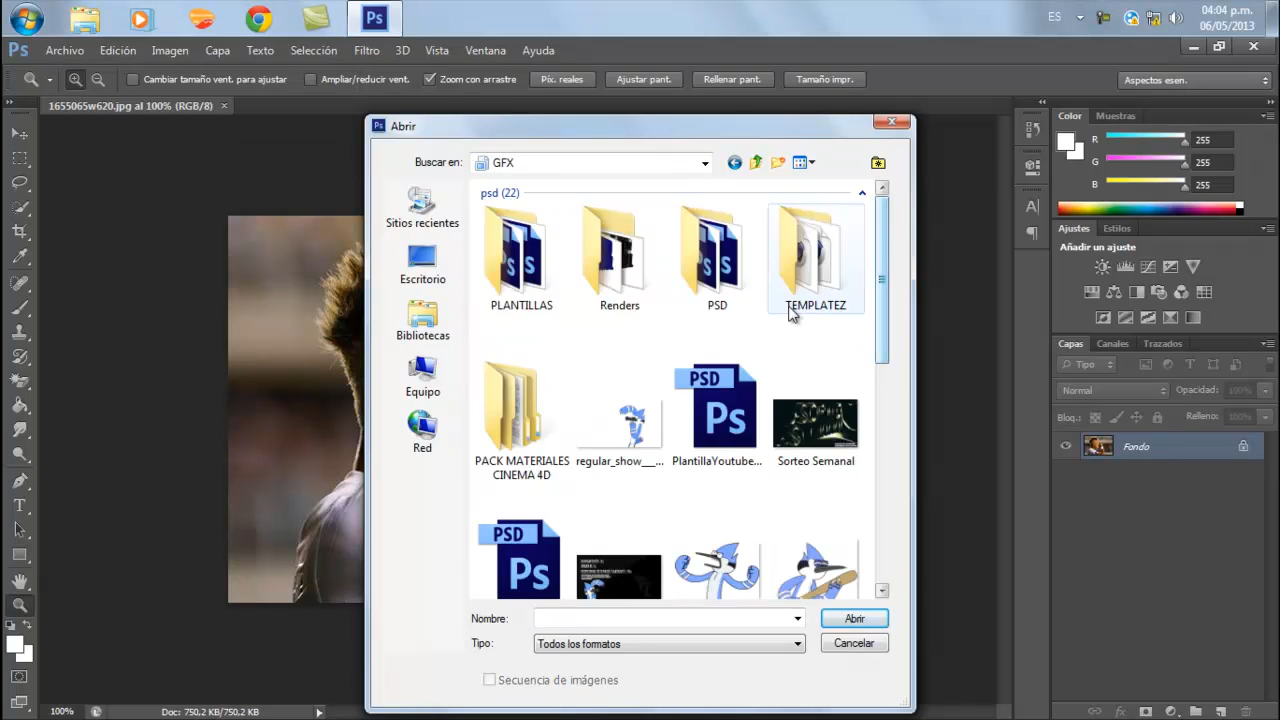 ES
04:04 p.m.
06/05/2013
Ps
Ps Archivo Edición Imagen Capa Texto Selección Filtro 3D Vista Ventana Ayuda
Cambiar tamaño vent. para ajustar Ampliar/reducir vent. Zoom con arrastre Píx. reales Ajustar pant. Rellenar pant. Tamaño impr. Aspectos esen.
1655065w620.jpg al 100% (RGB/8) ×
Ps Abrir
Buscar en: GFX
psd (22)
Sitios recientes
Escritorio
Bibliotecas
Equipo
Red
PLANTILLAS Renders PSD TEMPLATEZ
PSD
Ps
PACK MATERIALES CINEMA 4D
regular_show___...
PlantillaYoutube...
Sorteo Semanal
PSD
Ps
Nombre: Abrir
Tipo: Todos los formatos Cancelar
Secuencia de imágenes
Color Muestras
R 255
G 255
B 255
Ajustes Estilos
Añadir un ajuste
Capas Canales Trazados
Tipo
Normal Opacidad: 100%
Bloq.: Relleno: 100%
Fondo
100% Doc: 750,2 KB/750,2 KB